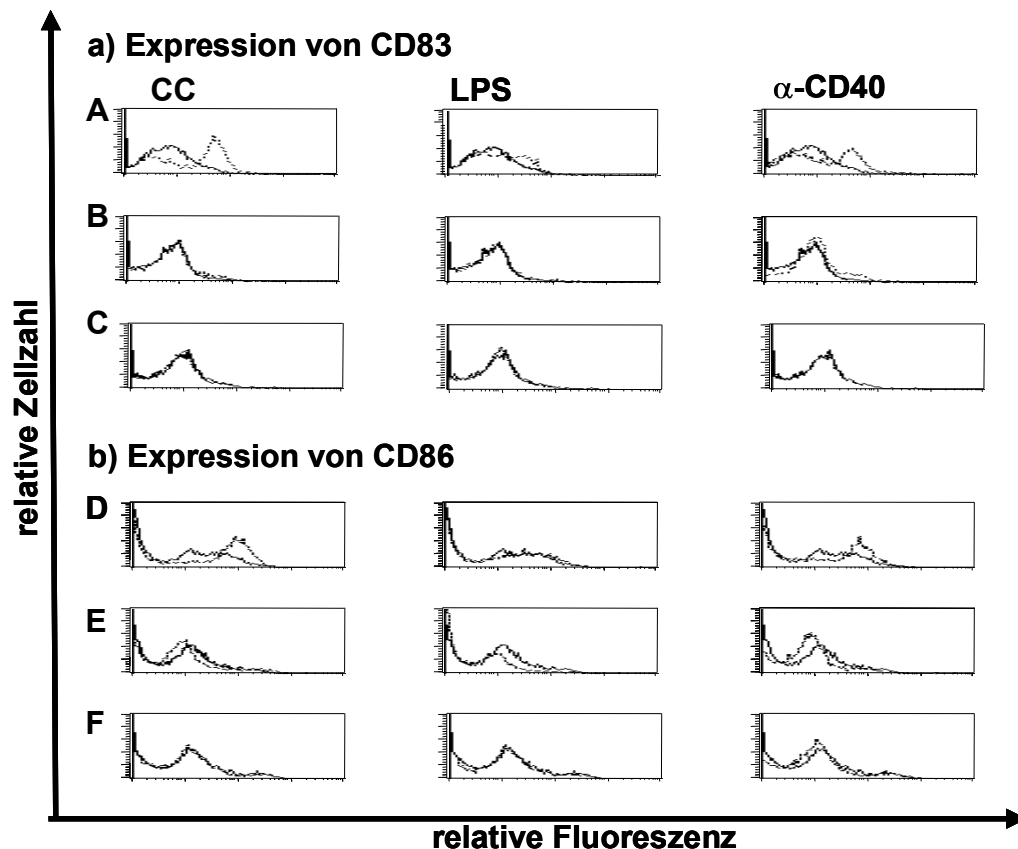 a) Expression von CD83
CC LPS α-CD40
A
B
C
b) Expression von CD86
D
E
F
relative Zellzahl
relative Fluoreszenz